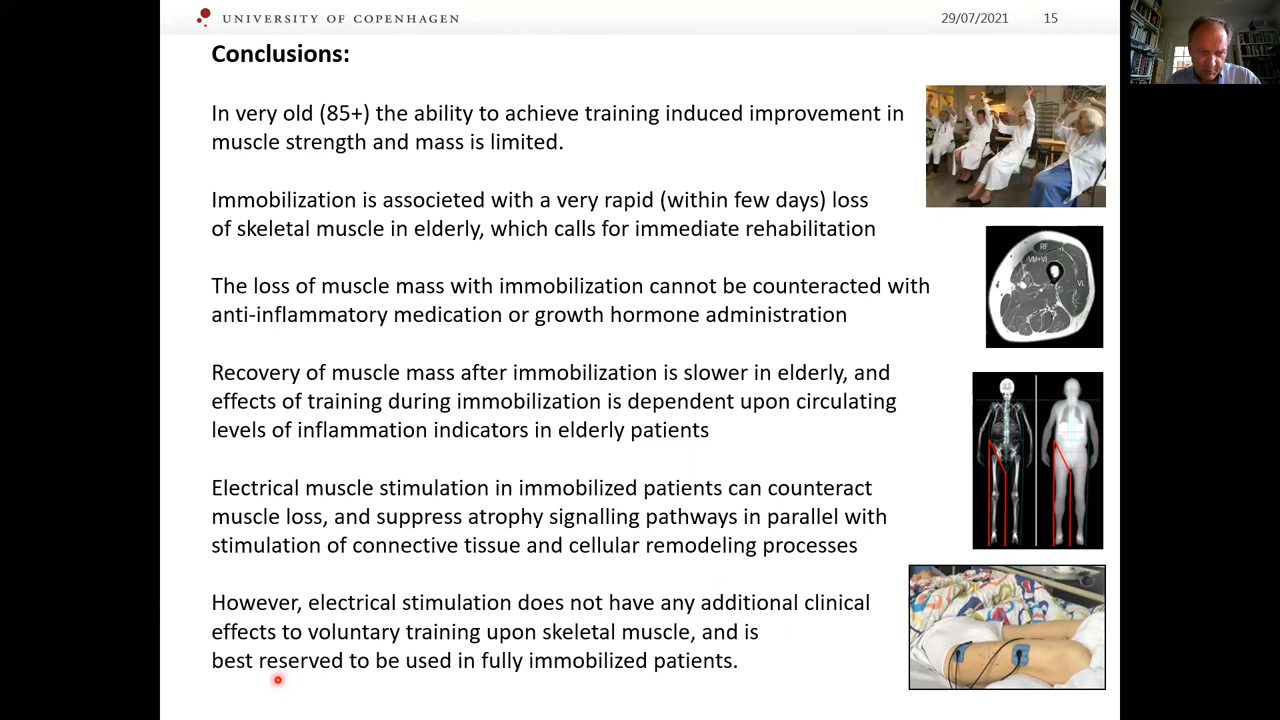 UNIVERSITY OF COPENHAGEN
29/07/2021 15
Conclusions:
In very old (85+) the ability to achieve training induced improvement in
muscle strength and mass is limited.
Immobilization is associeted with a very rapid (within few days) loss
of skeletal muscle in elderly, which calls for immediate rehabilitation
The loss of muscle mass with immobilization cannot be counteracted with
anti-inflammatory medication or growth hormone administration
Recovery of muscle mass after immobilization is slower in elderly, and
effects of training during immobilization is dependent upon circulating
levels of inflammation indicators in elderly patients
Electrical muscle stimulation in immobilized patients can counteract
muscle loss, and suppress atrophy signalling pathways in parallel with
stimulation of connective tissue and cellular remodeling processes
However, electrical stimulation does not have any additional clinical
effects to voluntary training upon skeletal muscle, and is
best reserved to be used in fully immobilized patients.
RF
VM+VI
VL